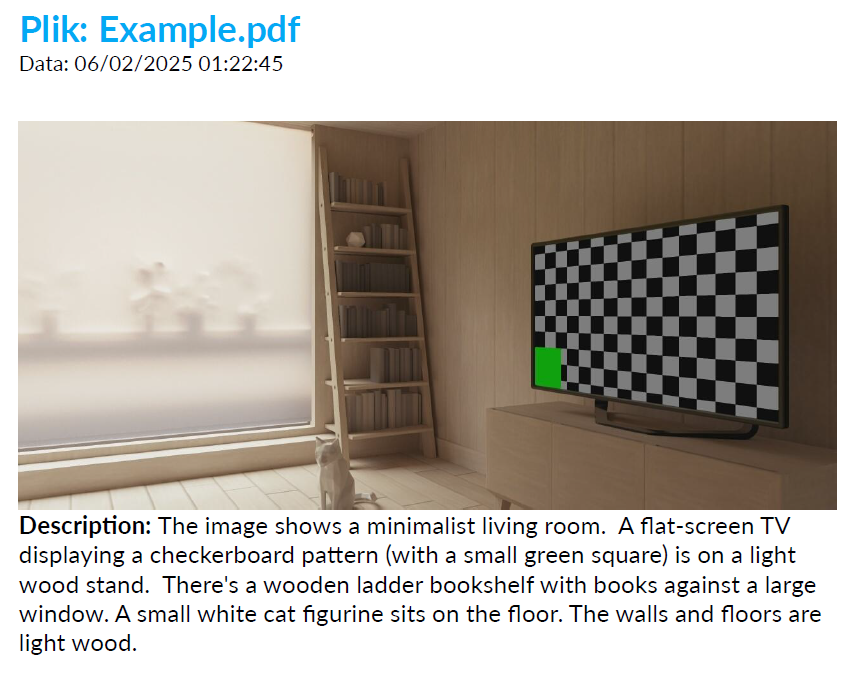 Plik: Example.pdf
Data: 06/02/2025 01:22:45
Description: The image shows a minimalist living room.  A flat-screen TV
displaying a checkerboard pattern (with a small green square) is on a light
wood stand.  There's a wooden ladder bookshelf with books against a large
window. A small white cat figurine sits on the floor. The walls and floors are
light wood.